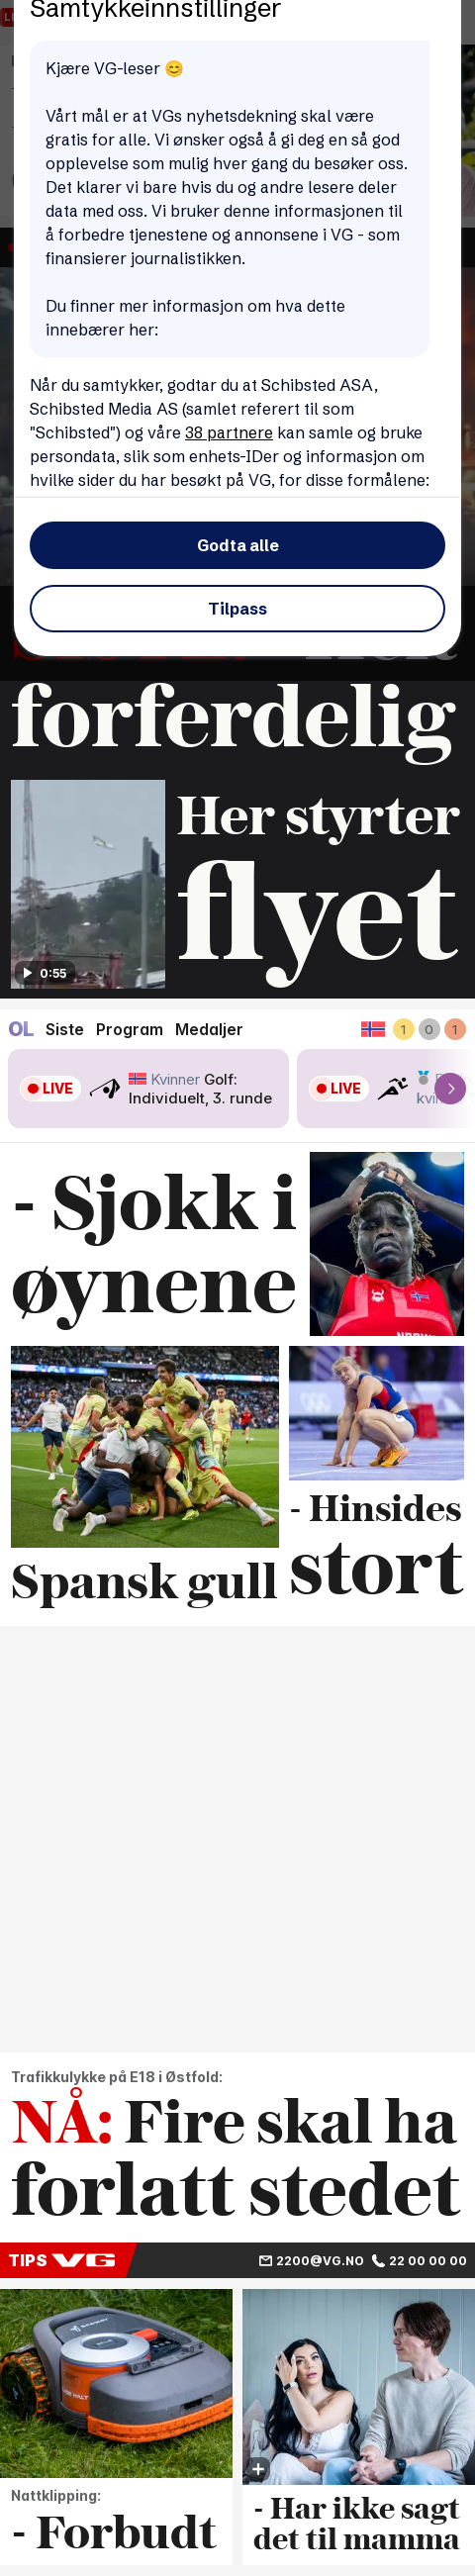 Samtykkeinnstillinger
Kjære VG-leser 😊
Vårt mål er at VGs nyhetsdekning skal være
gratis for alle. Vi ønsker også å gi deg en så god
opplevelse som mulig hver gang du besøker oss.
Det klarer vi bare hvis du og andre lesere deler
data med oss. Vi bruker denne informasjonen til
å forbedre tjenestene og annonsene i VG - som
finansierer journalistikken.
Du finner mer informasjon om hva dette
innebærer her:
Når du samtykker, godtar du at Schibsted ASA,
Schibsted Media AS (samlet referert til som
"Schibsted") og våre 38 partnere kan samle og bruke
persondata, slik som enhets-IDer og informasjon om
hvilke sider du har besøkt på VG, for disse formålene:
Godta alle
Tilpass
forferdelig
Her styrter
flyet
0:55
OL Siste Program Medaljer 1 0 1
LIVE Kvinner Golf:
Individuelt, 3. runde
LIVE
- Sjokk i
øynene
Spansk gull
- Hinsides
stort
Trafikkulykke på E18 i Østfold:
NÅ: Fire skal ha
forlatt stedet
TIPS VG 2200@VG.NO 22 00 00 00
Nattklipping:
- Forbudt
- Har ikke sagt
det til mamma